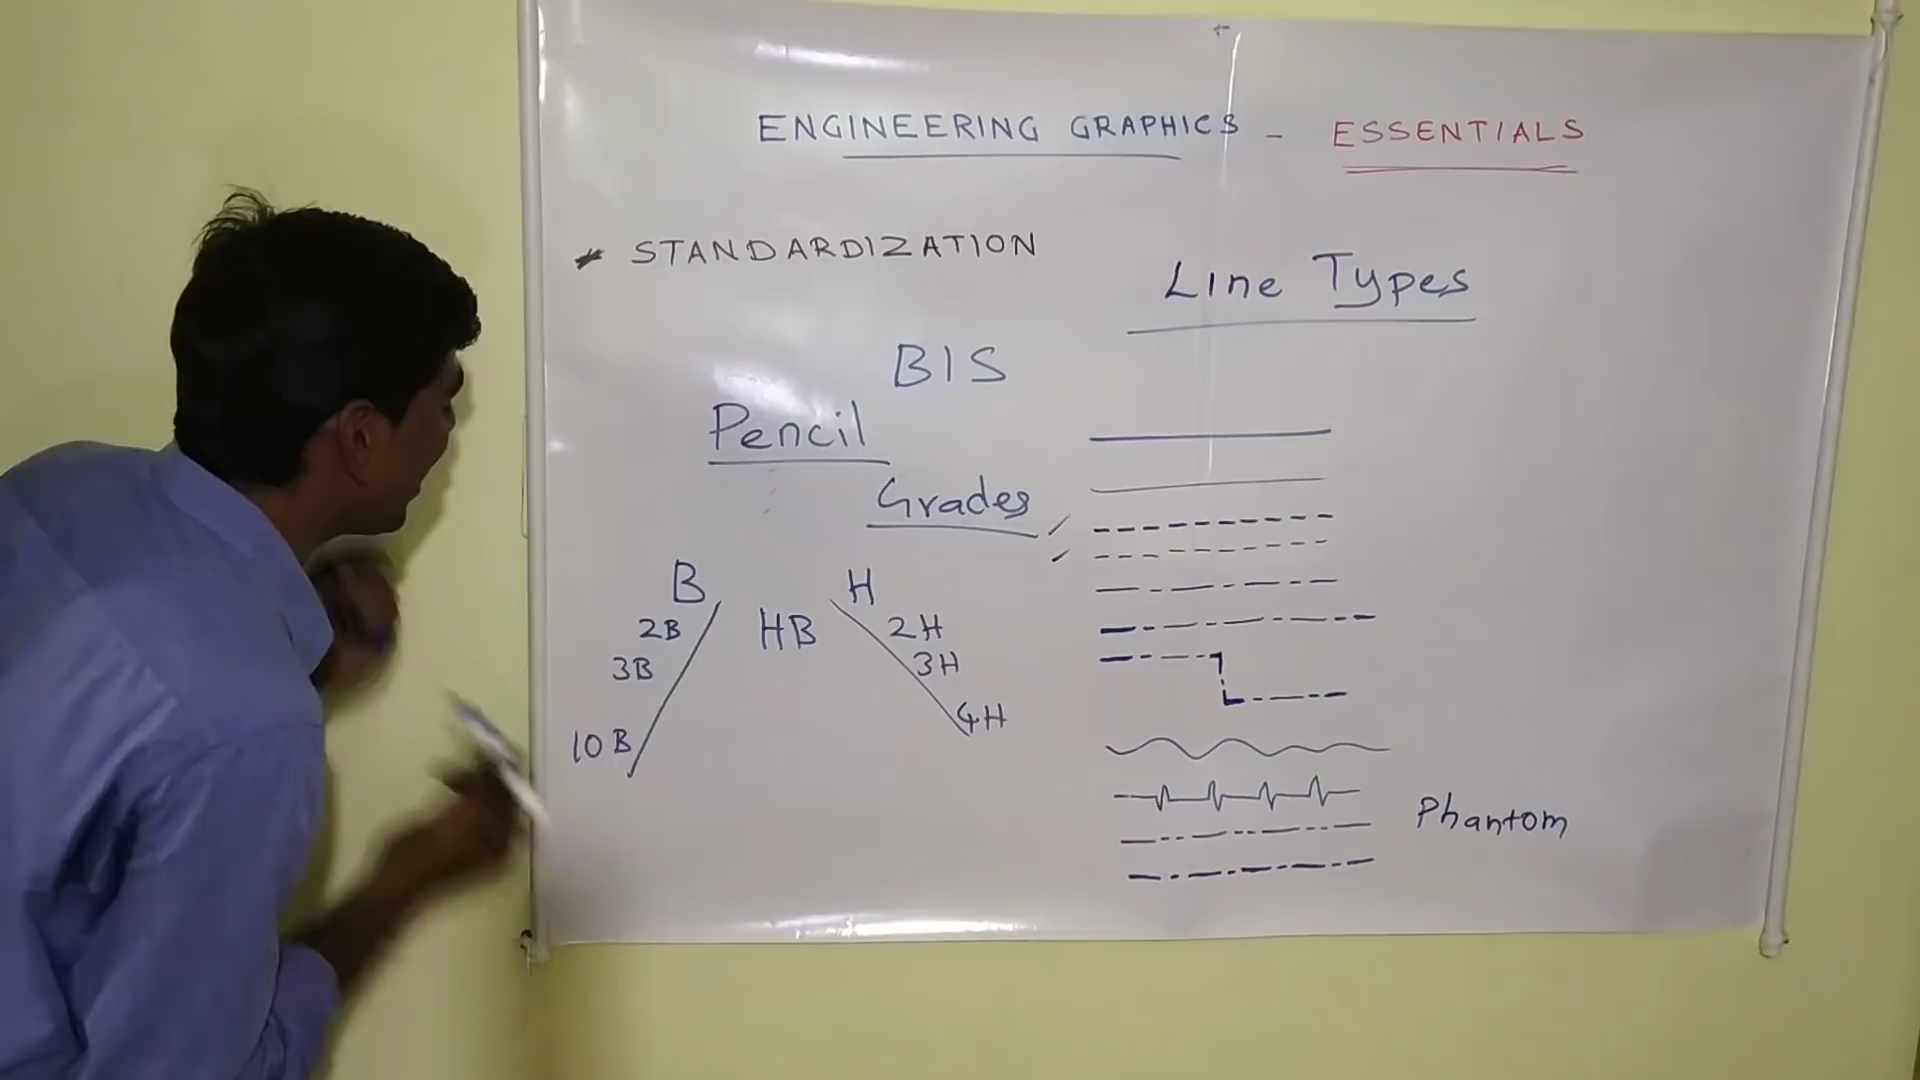 ENGINEERING GRAPHICS - ESSENTIALS
* STANDARDIZATION
BIS
Pencil
Grades
B
2B
3B
10B
HB
H
2H
3H
4H
Line Types
Phantom